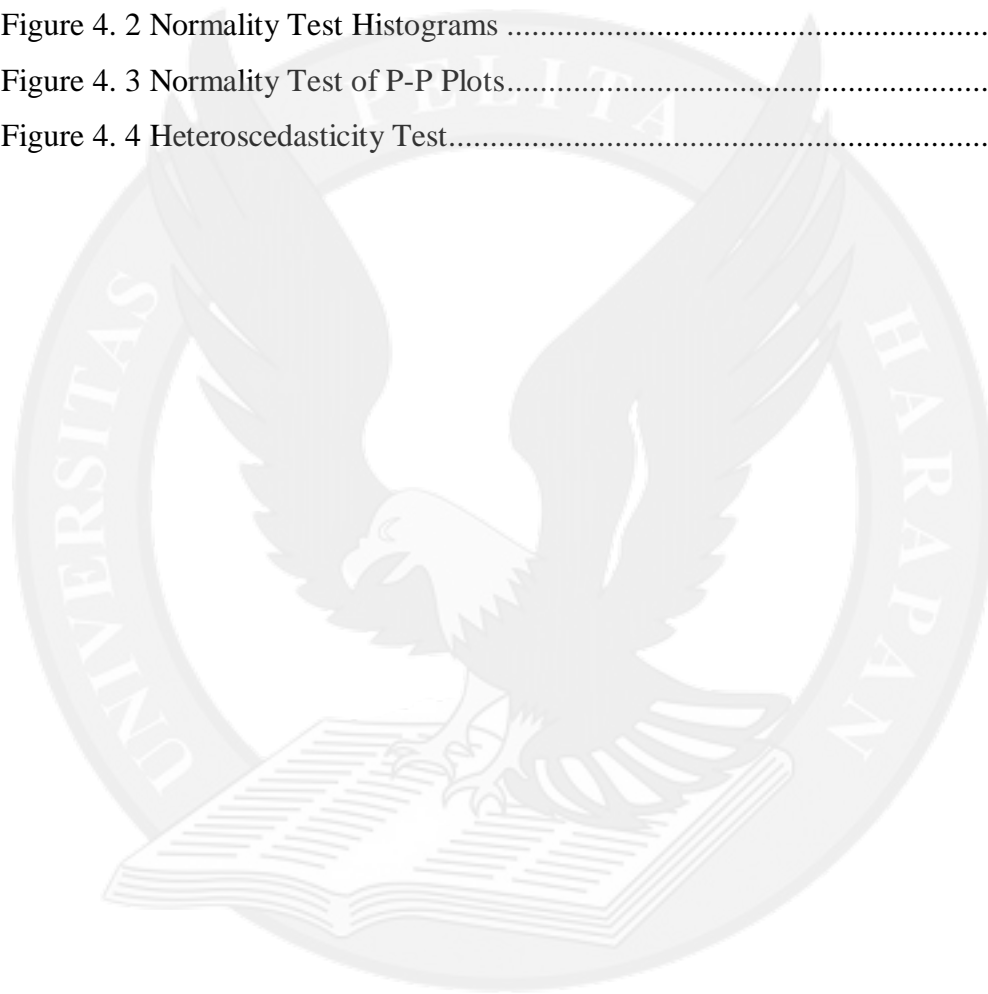 Figure 4. 2 Normality Test Histograms ..........................................................
Figure 4. 3 Normality Test of P-P Plots..........................................................
Figure 4. 4 Heteroscedasticity Test.................................................................
UNIVERSITAS PELITA HARAPAN